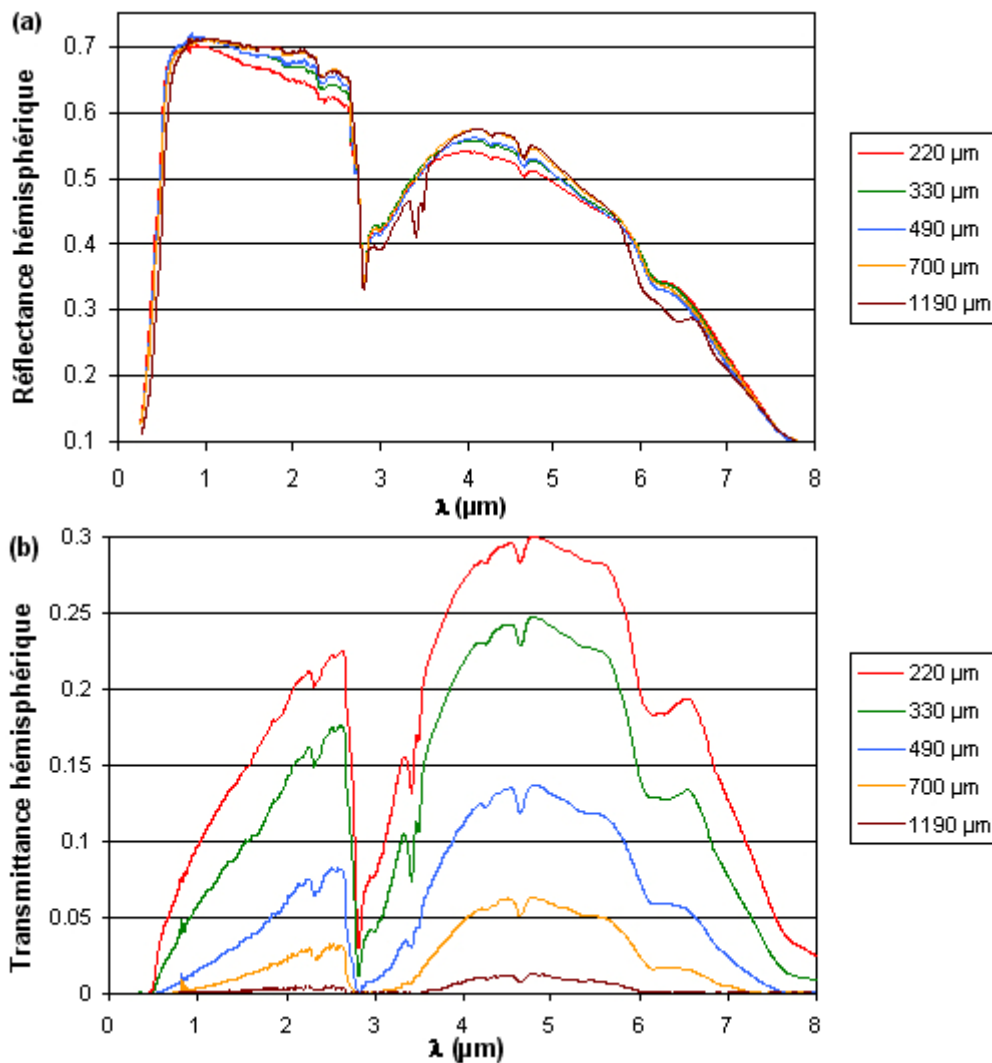 (a)
Réflectance hémisphérique
0.7
0.6
0.5
0.4
0.3
0.2
0.1
0 1 2 3 4 5 6 7 8
λ (µm)
220 µm
330 µm
490 µm
700 µm
1190 µm
(b)
Transmittance hémisphérique
0.3
0.25
0.2
0.15
0.1
0.05
0
0 1 2 3 4 5 6 7 8
λ (µm)
220 µm
330 µm
490 µm
700 µm
1190 µm